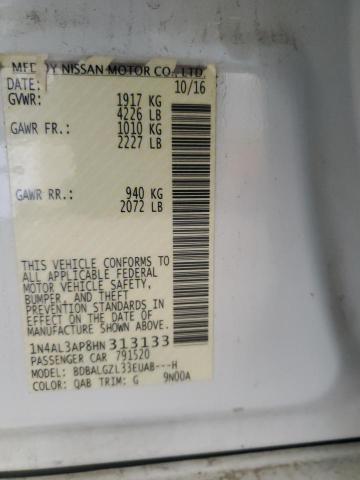 MFD BY NISSAN MOTOR CO., LTD.
DATE: 10/16
GVWR: 1917 KG
4226 LB
GAWR FR.: 1010 KG
2227 LB
GAWR RR.: 940 KG
2072 LB
THIS VEHICLE CONFORMS TO
ALL APPLICABLE FEDERAL
MOTOR VEHICLE SAFETY,
BUMPER, AND THEFT
PREVENTION STANDARDS IN
EFFECT ON THE DATE OF
MANUFACTURE SHOWN ABOVE.
1N4AL3AP8HN313133
PASSENGER CAR 791520
MODEL: BDBALGZL33EUAB---H
COLOR: QAB TRIM: G 9N00A